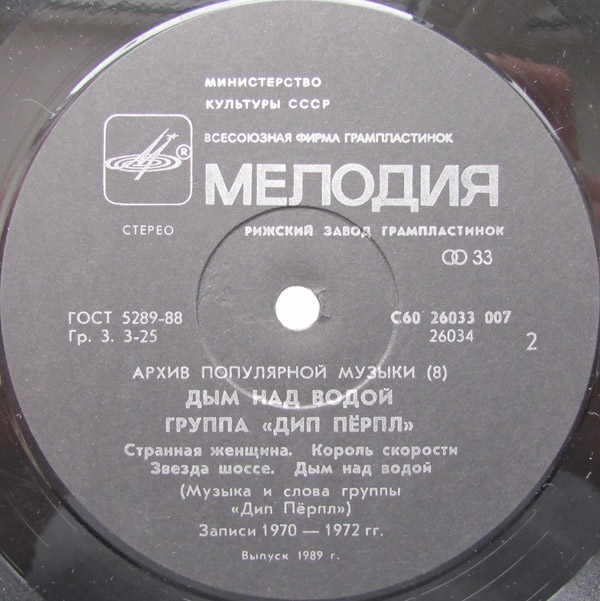 МИНИСТЕРСТВО
КУЛЬТУРЫ СССР
ВСЕСОЮЗНАЯ ФИРМА ГРАМПЛАСТИНОК
®
МЕЛОДИЯ
СТЕРЕО
РИЖСКИЙ ЗАВОД ГРАМПЛАСТИНОК
33
ГОСТ 5289-88
Гр. 3. 3-25
С60 26033 007
26034
2
АРХИВ ПОПУЛЯРНОЙ МУЗЫКИ (8)
ДЫМ НАД ВОДОЙ
ГРУППА «ДИП ПЁРПЛ»
Странная женщина. Король скорости
Звезда шоссе. Дым над водой
(Музыка и слова группы
«Дип Пёрпл»)
Записи 1970 — 1972 гг.
Выпуск 1989 г.